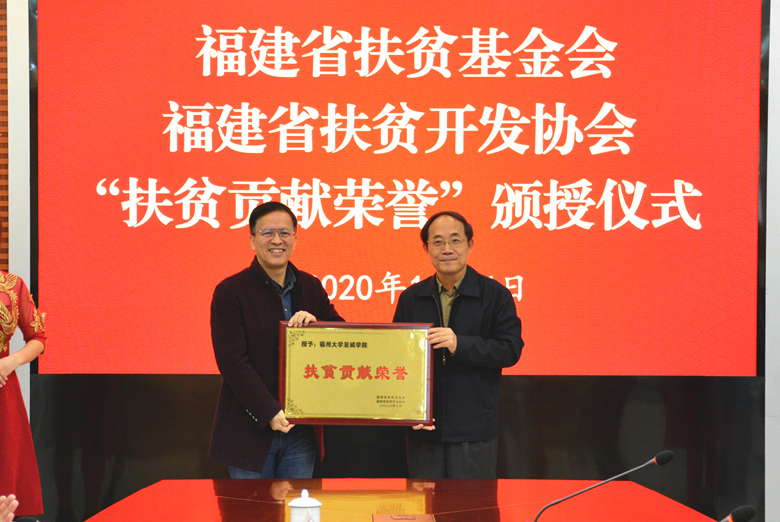 福建省扶贫基金会
福建省扶贫开发协会
“扶贫贡献荣誉”颁授仪式
2020年1
日
授予：福州大学至诚学院
扶贫贡献荣誉